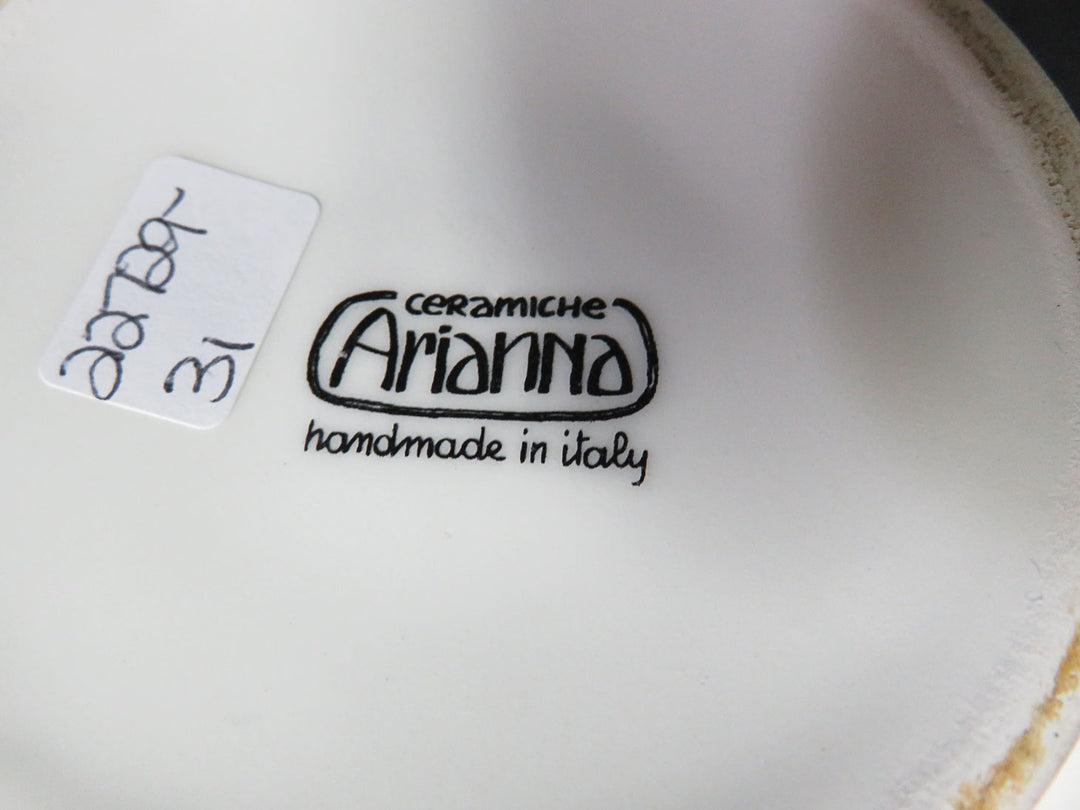 ceramiche
Arianna
handmade in italy
31